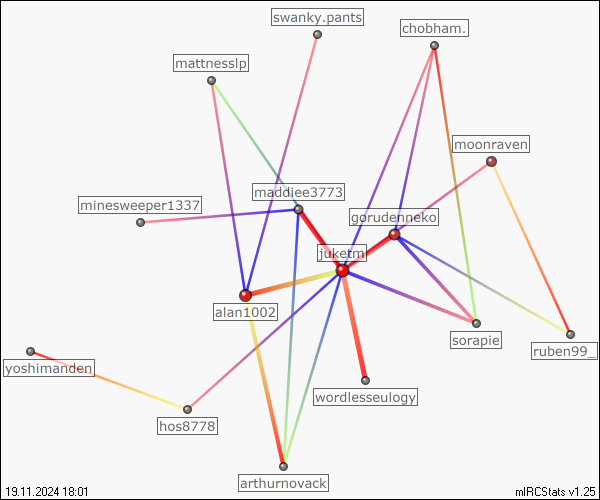 swanky.pants
chobham.
mattnesslp
moonraven
maddiee3773
minesweeper1337
gorudenneko
juketm
alan1002
sorapie
ruben99_
yoshimanden
wordlesseulogy
hos8778
arthurnovack
19.11.2024 18:01
mIRCStats v1.25